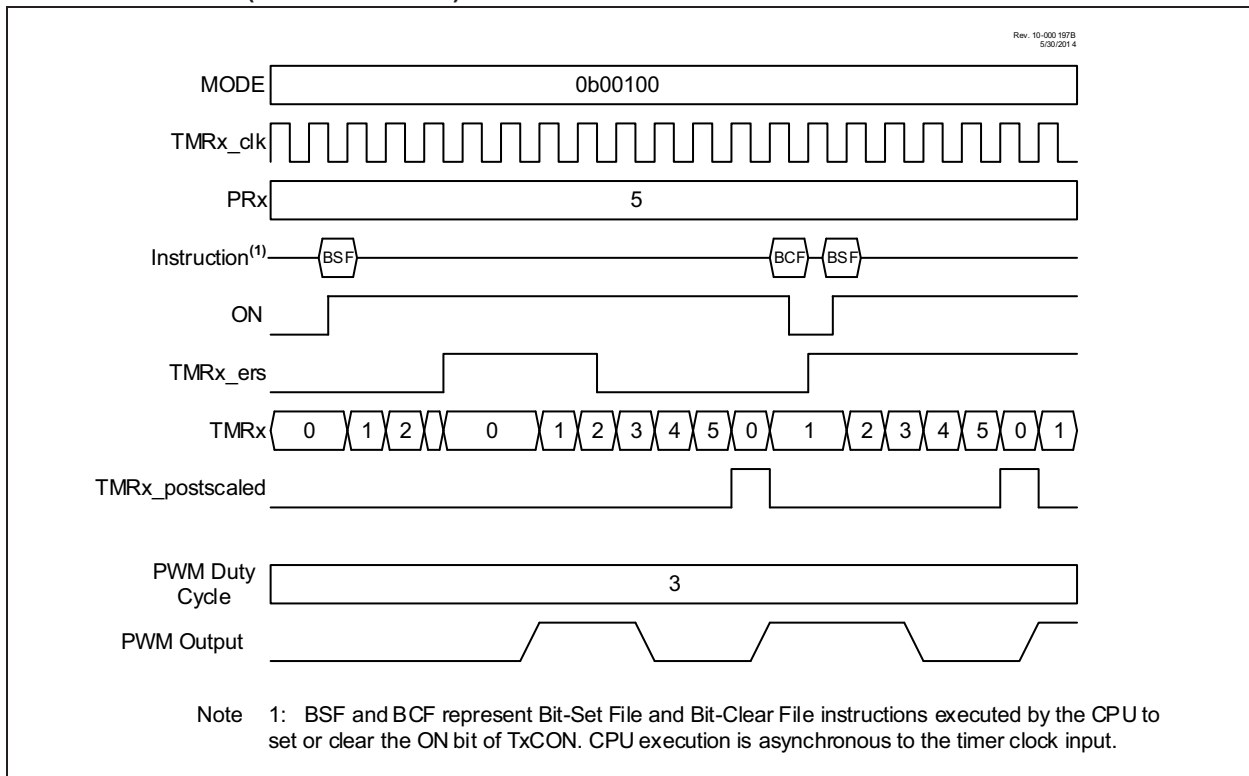 Rev. 10-000 197B
5/30/201 4
MODE 0b00100
TMRx_clk
PRx 5
Instruction(1) BSF BCF BSF
ON
TMRx_ers
TMRx 0 1 2 0 1 2 3 4 5 0 1 2 3 4 5 0 1
TMRx_postscaled
PWM Duty
Cycle
3
PWM Output
Note 1: BSF and BCF represent Bit-Set File and Bit-Clear File instructions executed by the CPU to
set or clear the ON bit of TxCON. CPU execution is asynchronous to the timer clock input.